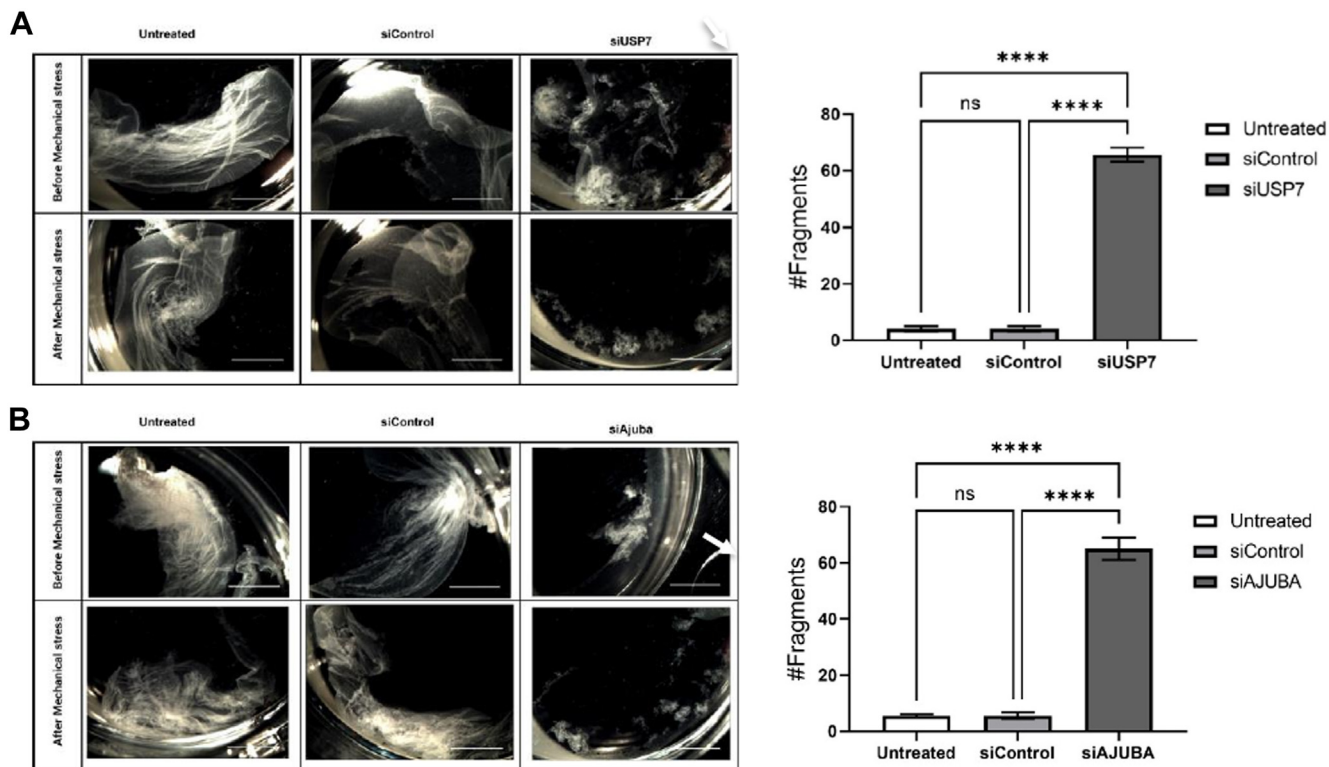 A
Untreated
siControl
siUSP7
Before Mechanical stress
After Mechanical stress
****
ns
****
80
60
40
20
0
#Fragments
Untreated
siControl
siUSP7
Untreated
siControl
siUSP7
B
Untreated
siControl
siAjuba
Before Mechanical stress
After Mechanical stress
****
ns
****
80
60
40
20
0
#Fragments
Untreated
siControl
siAJUBA
Untreated
siControl
siAJUBA